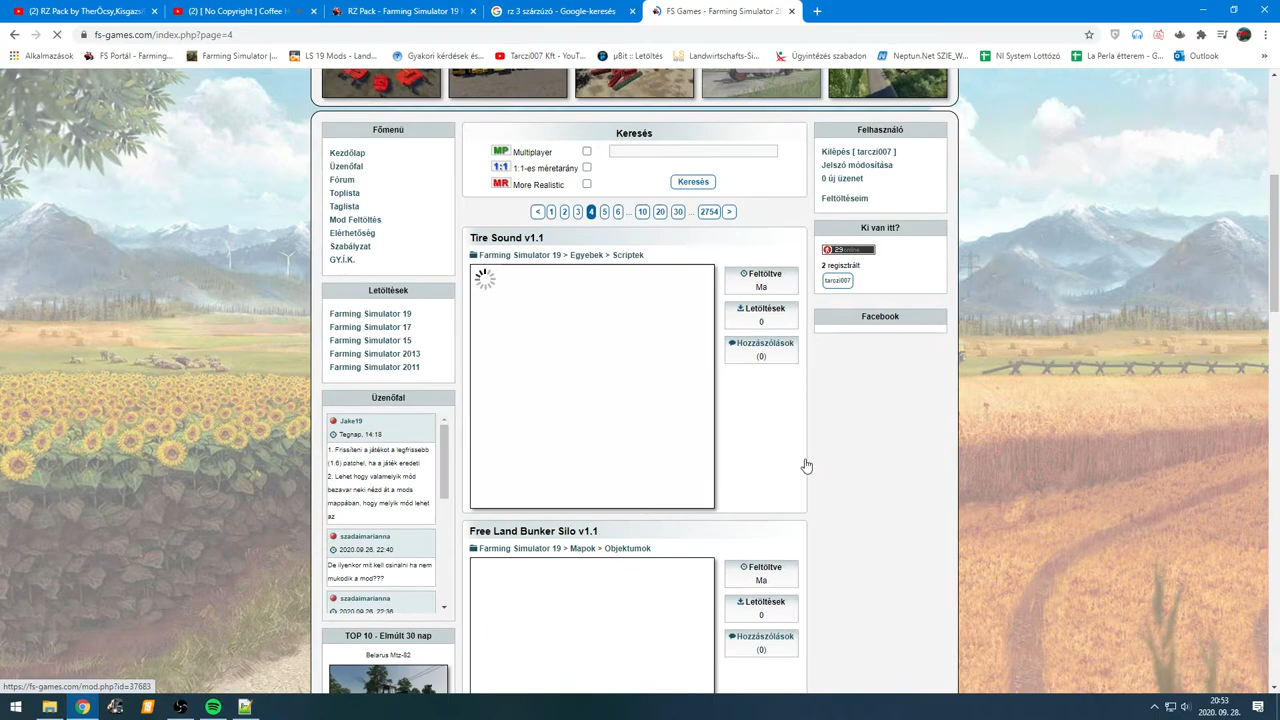 (2) RZ Pack by TherÖcsy,Kisgazs
[ No Copyright ] Coffee
RZ Pack - Farming Simulator 19 M
rz 3 szárzúzó - Google-keresés
FS Games - Farming Simulator 20
fs-games.com/index.php?page=4
Alkalmazások
FS Portál - Farming...
Farming Simulator |...
LS 19 Mods - Land...
Gyakori kérdések és...
Tarczi007 Kft - YouT...
µBit :: Letöltés
Landwirtschafts-Si...
Ügyintézés szabadon
Neptun.Net SZIE_W...
NI System Lottózó
La Perla étterem - G...
Outlook
»
Főmenü
Kezdőlap
Üzenőfal
Fórum
Toplista
Taglista
Mod Feltöltés
Elérhetőség
Szabályzat
GY.Í.K.
Letöltések
Farming Simulator 19
Farming Simulator 17
Farming Simulator 15
Farming Simulator 2013
Farming Simulator 2011
Üzenőfal
Jake19
Tegnap, 14:18
1. Frissíteni a játékot a legfrissebb
(1.6) patchel, ha a játék eredeti
2. Lehet hogy valamelyik mód
bezavar neki nézd át a mods
mappában, hogy melyik mód lehet
az
szadaimarianna
2020.09.26. 22:40
De ilyenkor mit kell csinalni ha nem
mukodik a mod???
szadaimarianna
2020.09.26. 22:36
TOP 10 - Elmúlt 30 nap
Belarus Mtz-82
Keresés
MP Multiplayer
1:1 1:1-es méretarány
MR More Realistic
Keresés
< 1 2 3 4 5 6 ... 10 20 30 ... 2754 >
Tire Sound v1.1
Farming Simulator 19 > Egyebek > Scriptek
Feltöltve
Ma
Letöltések
0
Hozzászólások
(0)
Free Land Bunker Silo v1.1
Farming Simulator 19 > Mapok > Objektumok
Feltöltve
Ma
Letöltések
0
Hozzászólások
(0)
Felhasználó
Kilépés [ tarczi007 ]
Jelszó módosítása
0 új üzenet
Feltöltéseim
Ki van itt?
29 online
2 regisztrált
tarczi007
Facebook
https://fs-games.com/mod.php?id=37683
20:53
2020. 09. 28.